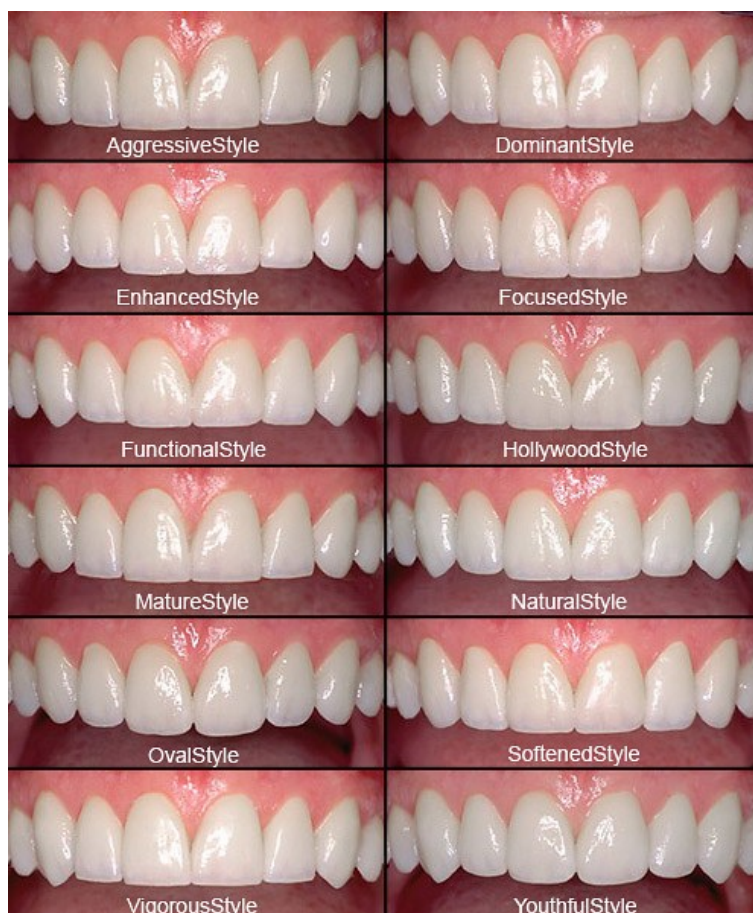 AggressiveStyle
DominantStyle
EnhancedStyle
FocusedStyle
FunctionalStyle
HollywoodStyle
MatureStyle
NaturalStyle
OvalStyle
SoftenedStyle
VigorousStyle
YouthfulStyle